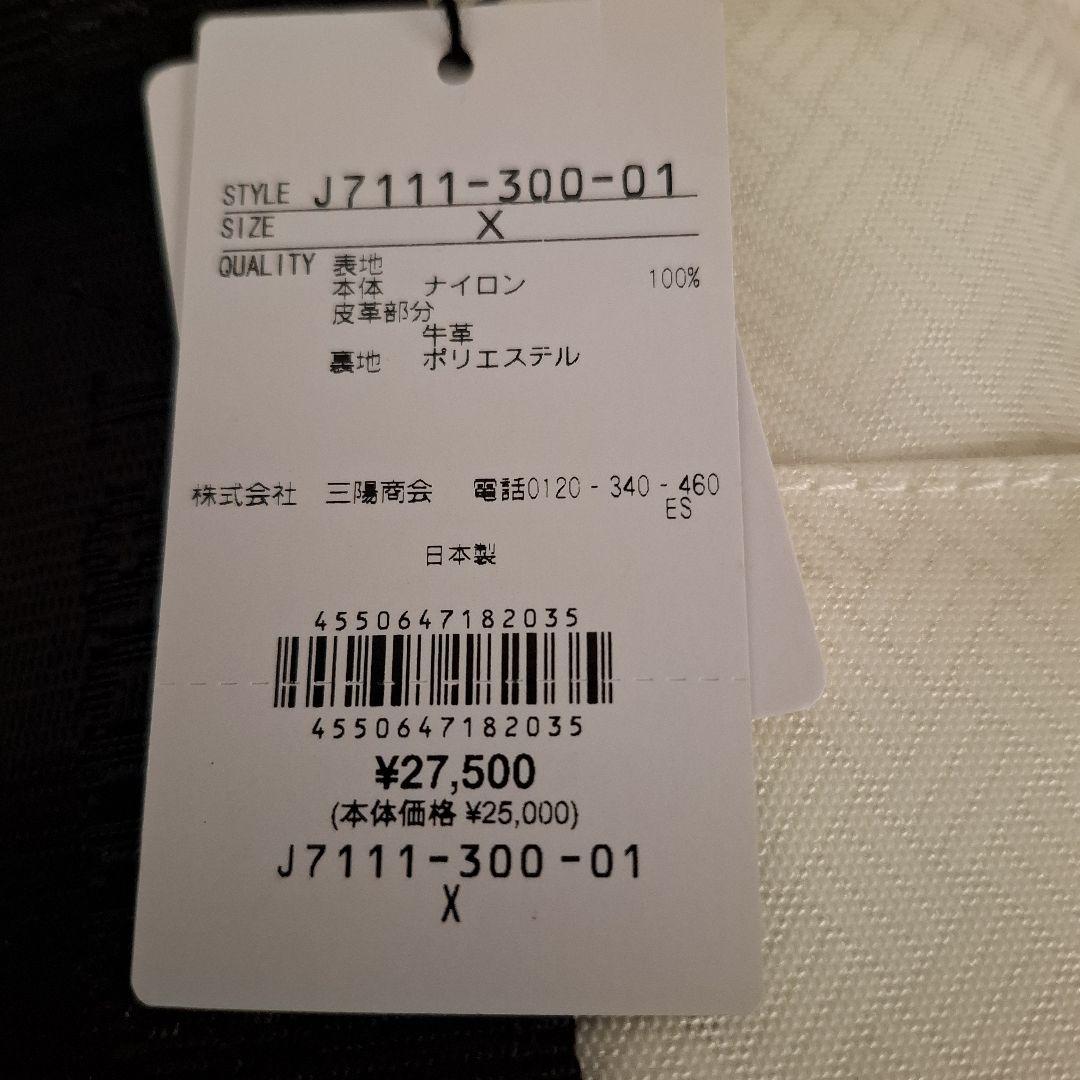 STYLE J7111-300-01
SIZE X
QUALITY 表地
本体 ナイロン 100%
皮革部分
牛革
裏地 ポリエステル
株式会社 三陽商会 電話0120-340-460
ES
日本製
4550647182035
4550647182035
¥27,500
(本体価格 ¥25,000)
J7111-300-01
X